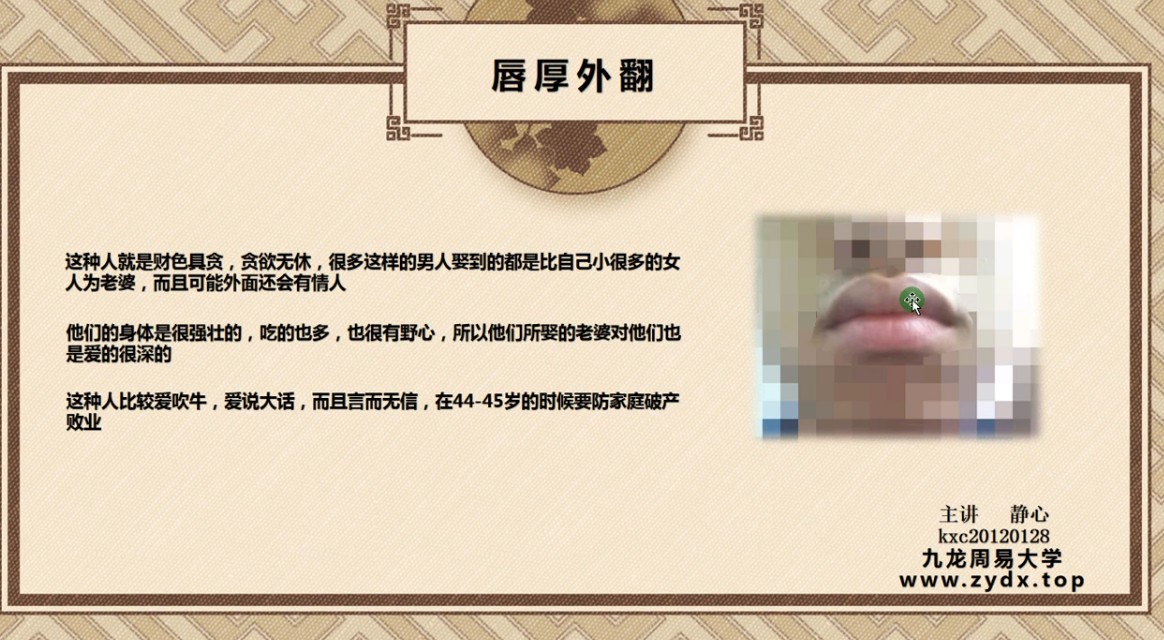 唇厚外翻
这种人就是财色具贪，贪欲无休，很多这样的男人娶到的都是比自己小很多的女
人为老婆，而且可能外面还会有情人
他们的身体是很强壮的，吃的也多，也很有野心，所以他们所娶的老婆对他们也
是爱的很深的
这种人比较爱吹牛，爱说大话，而且言而无信，在44-45岁的时候要防家庭破产
败业
主讲 静心
kxc20120128
九龙周易大学
www.zydx.top